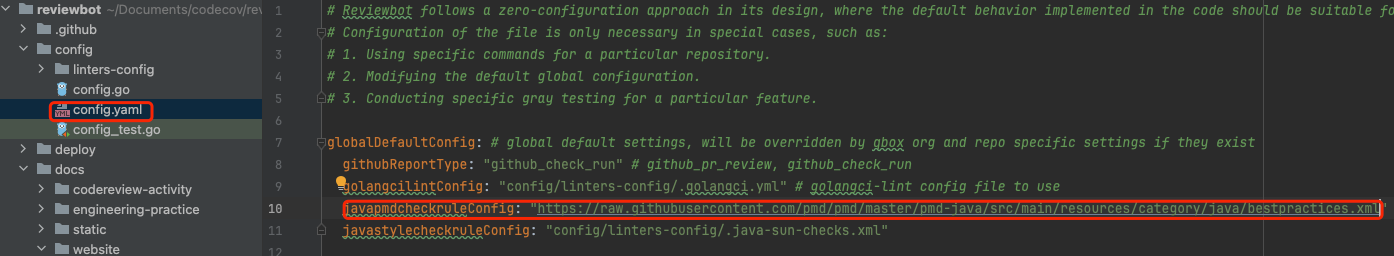 reviewbot ~/Documents/codecov/rev
.github
config
linters-config
config.go
config.yaml
config_test.go
deploy
docs
codereview-activity
engineering-practice
static
website
1 # Reviewbot follows a zero-configuration approach in its design, where the default behavior implemented in the code should be suitable fo
2 # Configuration of the file is only necessary in special cases, such as:
3 # 1. Using specific commands for a particular repository.
4 # 2. Modifying the default global configuration.
5 # 3. Conducting specific gray testing for a particular feature.
6
7 globalDefaultConfig: # global default settings, will be overridden by qbox org and repo specific settings if they exist
8 githubReportType: "github_check_run" # github_pr_review, github_check_run
9 golangcilintConfig: "config/linters-config/.golangci.yml" # golangci-lint config file to use
10 javapmdcheckruleConfig: "https://raw.githubusercontent.com/pmd/pmd/master/pmd-java/src/main/resources/category/java/bestpractices.xml"
11 javastylecheckruleConfig: "config/linters-config/.java-sun-checks.xml"
12